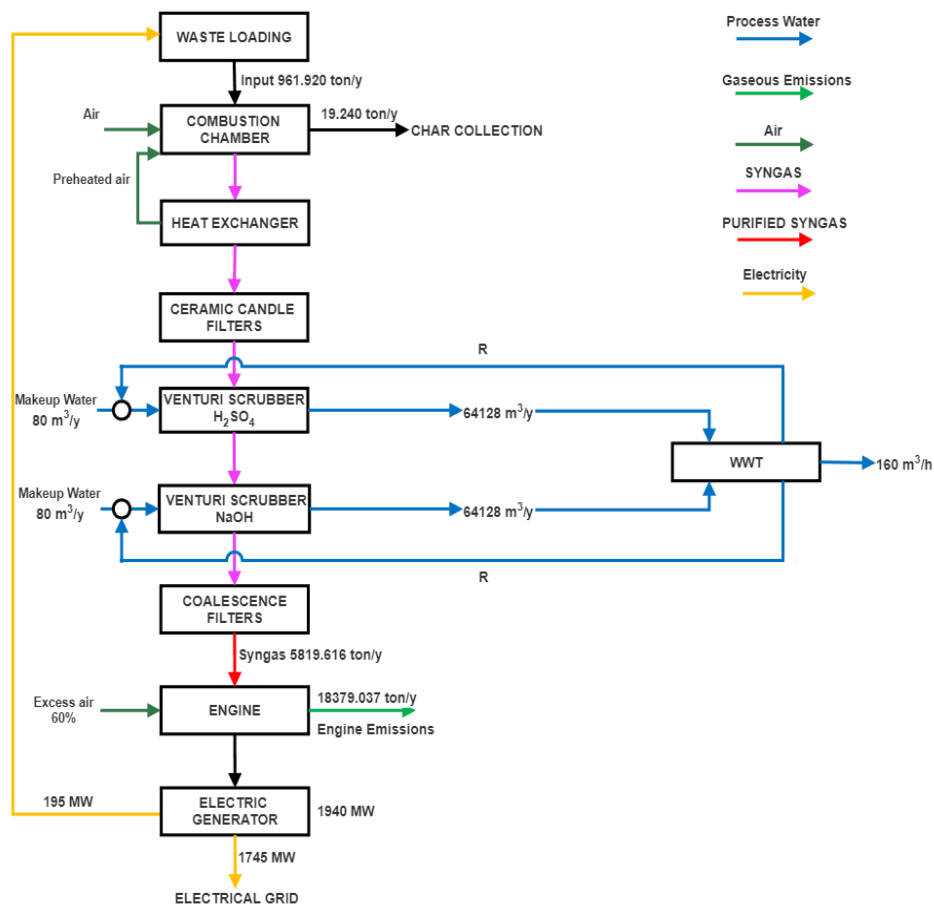 WASTE LOADING
Input 961.920 ton/y
Air
COMBUSTION
CHAMBER
19.240 ton/y
CHAR COLLECTION
Preheated air
HEAT EXCHANGER
CERAMIC CANDLE
FILTERS
R
Makeup Water
80 m³/y
VENTURI SCRUBBER
H₂SO₄
64128 m³/y
WWT
160 m³/h
Makeup Water
80 m³/y
VENTURI SCRUBBER
NaOH
64128 m³/y
R
COALESCENCE
FILTERS
Syngas 5819.616 ton/y
Excess air
60%
ENGINE
18379.037 ton/y
Engine Emissions
195 MW
ELECTRIC
GENERATOR
1940 MW
1745 MW
ELECTRICAL GRID
Process Water
Gaseous Emissions
Air
SYNGAS
PURIFIED SYNGAS
Electricity